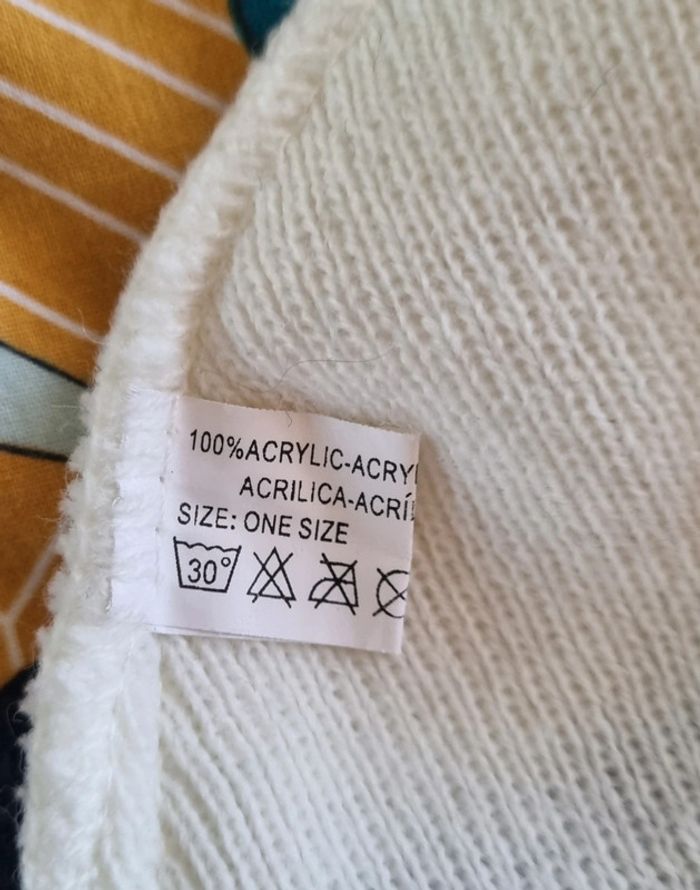 100%ACRYLIC-ACRY
ACRILICA-ACRÍ
SIZE: ONE SIZE
30°